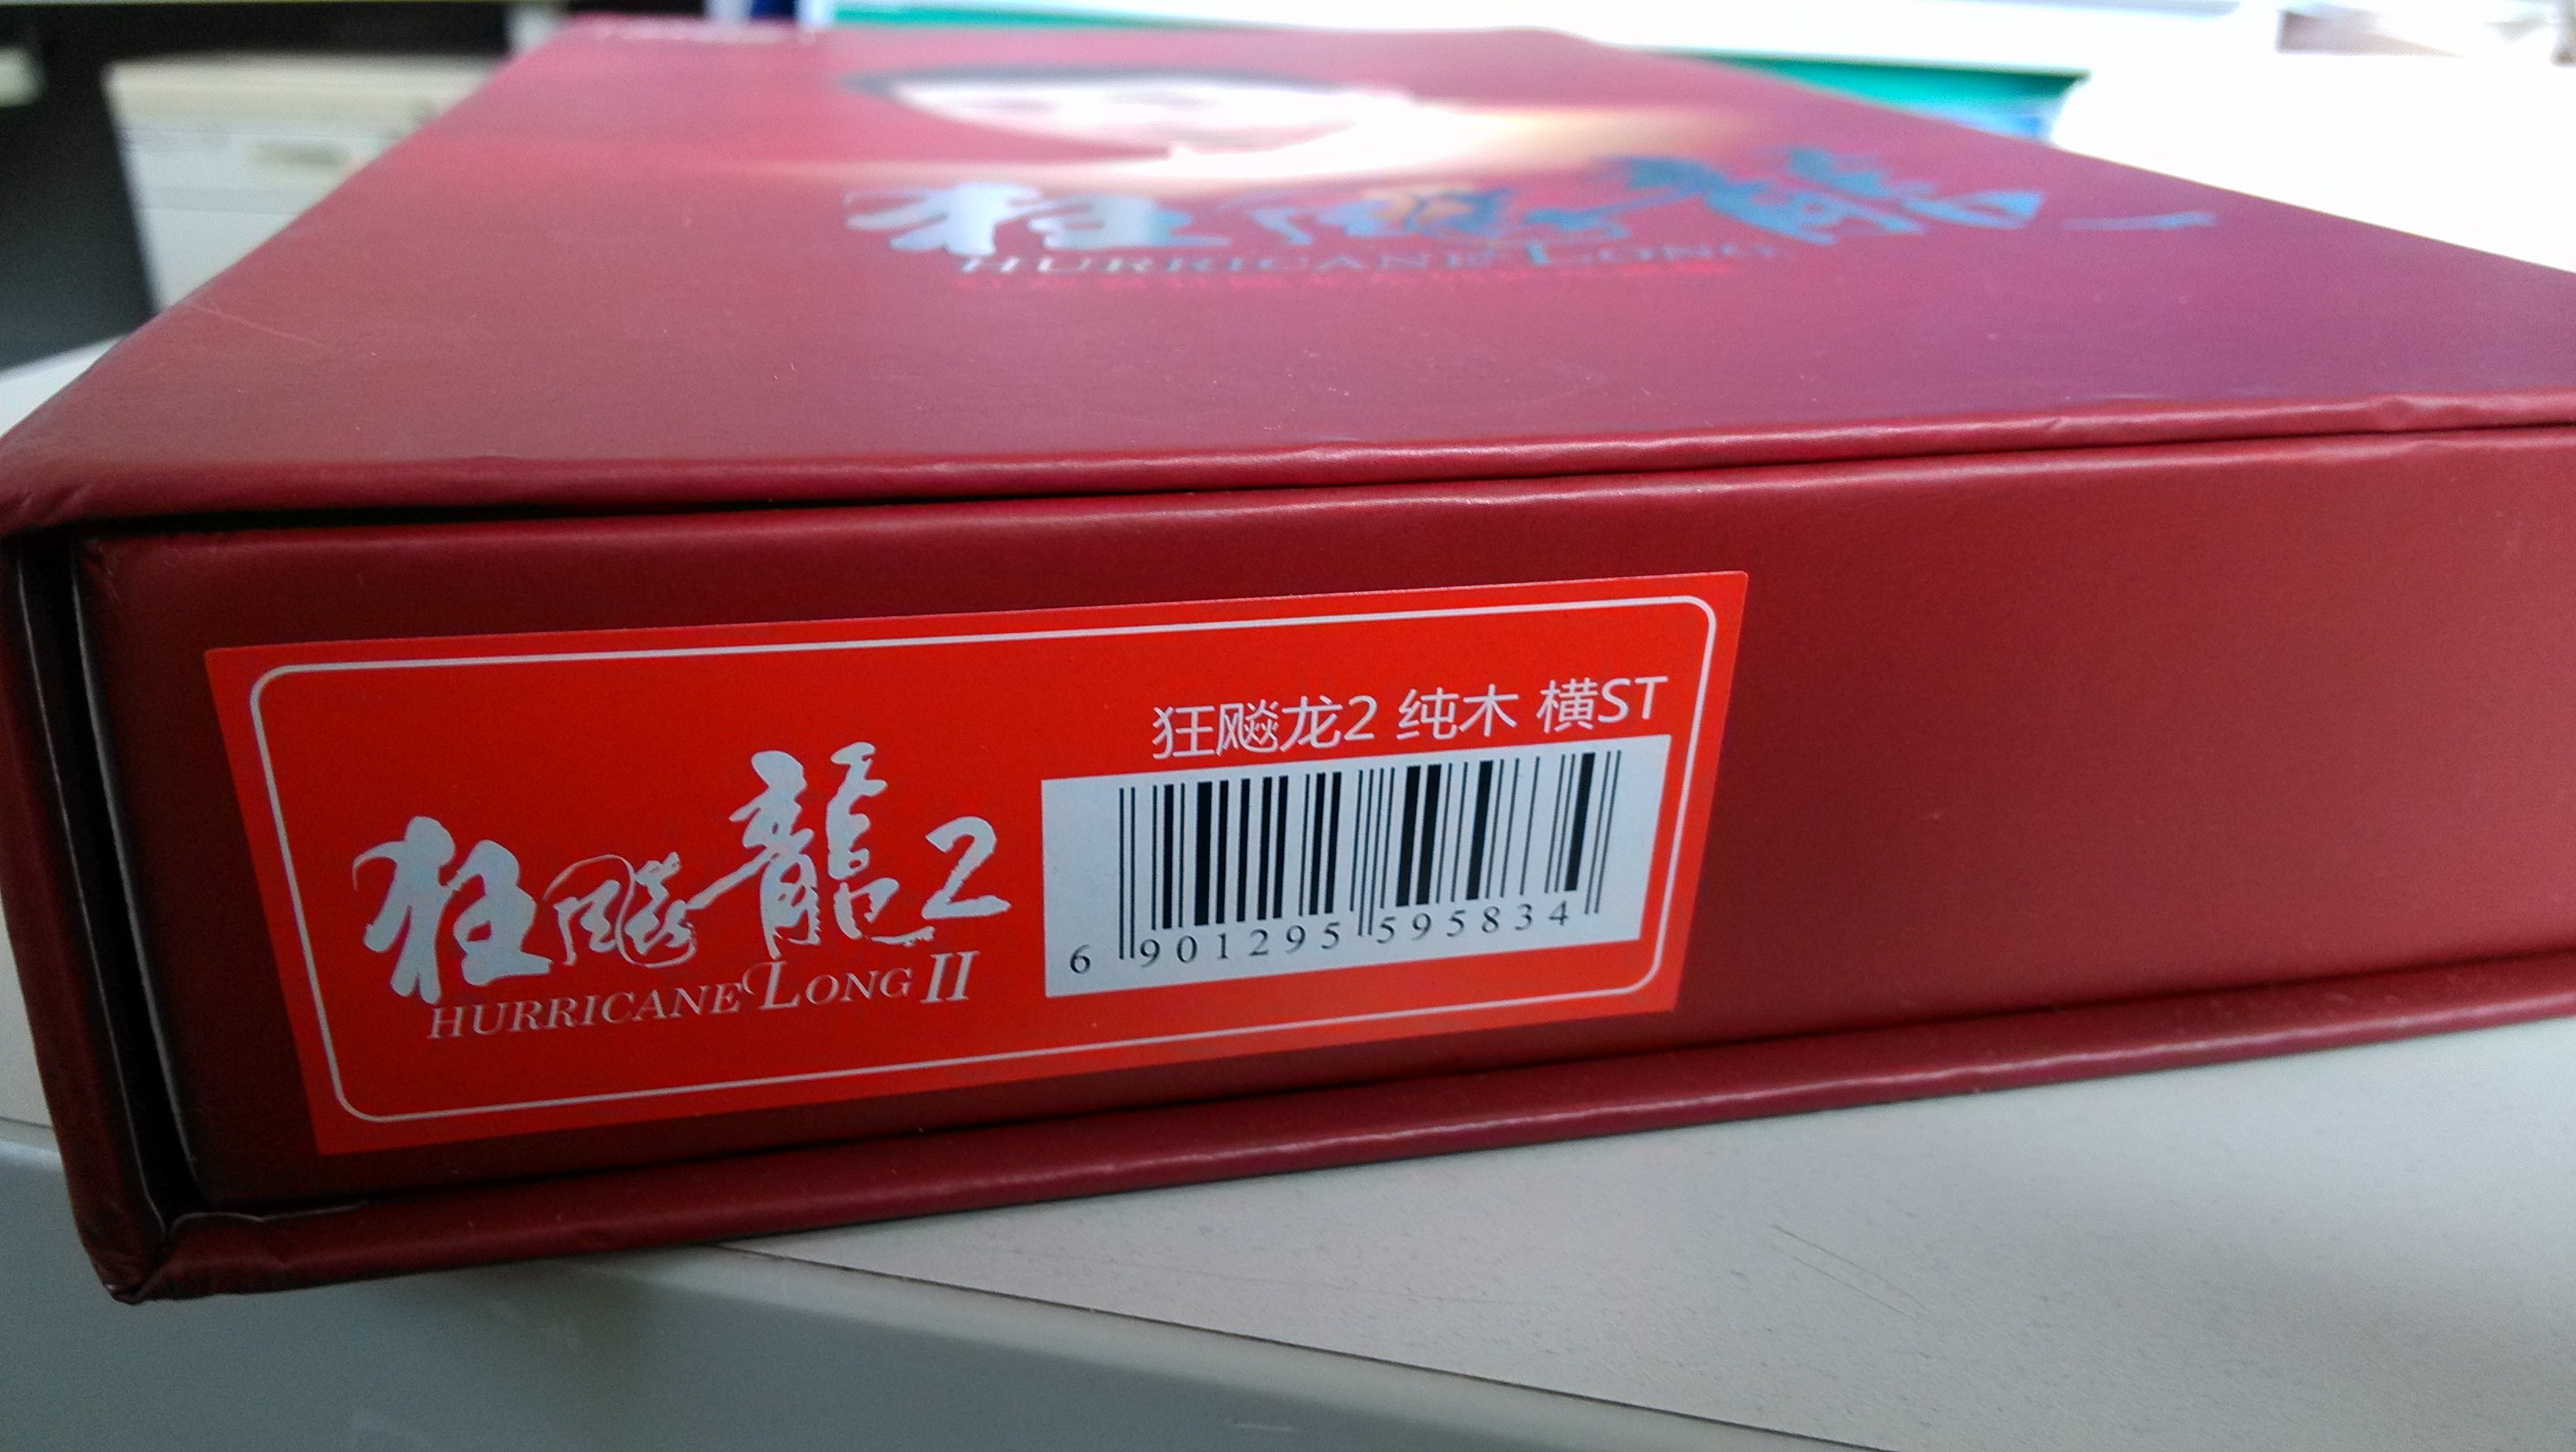 狂飚龍
HURRICANE LONG
狂飚龙2 纯木 横ST
狂飚龍2
HURRICANE LONG II
6 901295 595834